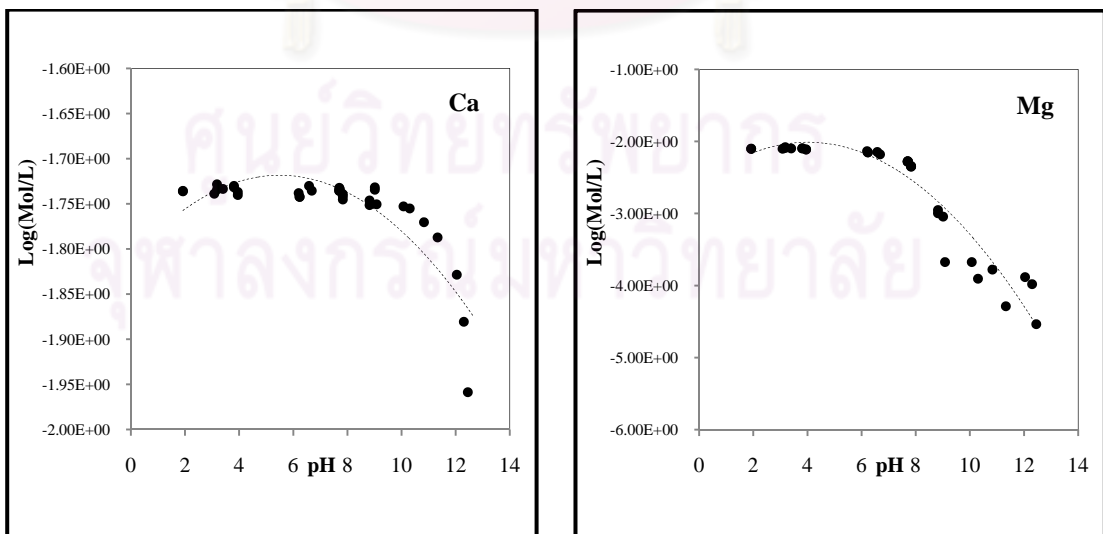 Ca
Log(Mol/L)
-1.60E+00
-1.65E+00
-1.70E+00
-1.75E+00
-1.80E+00
-1.85E+00
-1.90E+00
-1.95E+00
-2.00E+00
0 2 4 6 pH 8 10 12 14
Mg
Log(Mol/L)
-1.00E+00
-2.00E+00
-3.00E+00
-4.00E+00
-5.00E+00
-6.00E+00
0 2 4 6 pH 8 10 12 14
ศูนย์วิทยทรัพยากร
จุฬาลงกรณ์มหาวิทยาลัย